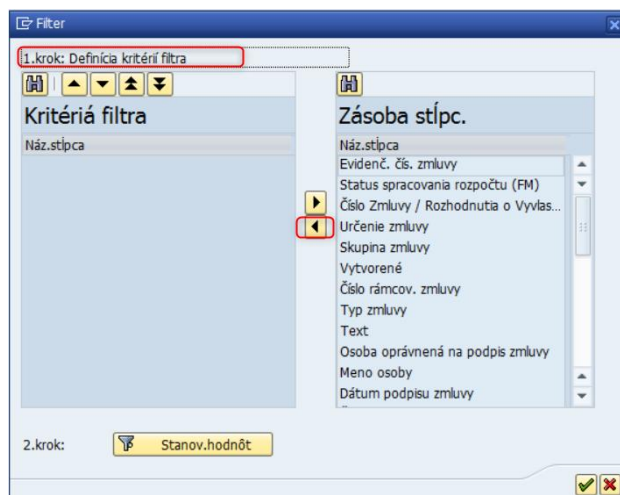 Filter
1.krok: Definícia kritérií filtra
Kritériá filtra
Náz.stĺpca
Zásoba stĺpc.
Náz.stĺpca
Evidenč. čís. zmluvy
Status spracovania rozpočtu (FM)
Číslo Zmluvy / Rozhodnutia o Vyvlas...
Určenie zmluvy
Skupina zmluvy
Vytvorené
Číslo rámcov. zmluvy
Typ zmluvy
Text
Osoba oprávnená na podpis zmluvy
Meno osoby
Dátum podpisu zmluvy
2.krok:
Stanov.hodnôt